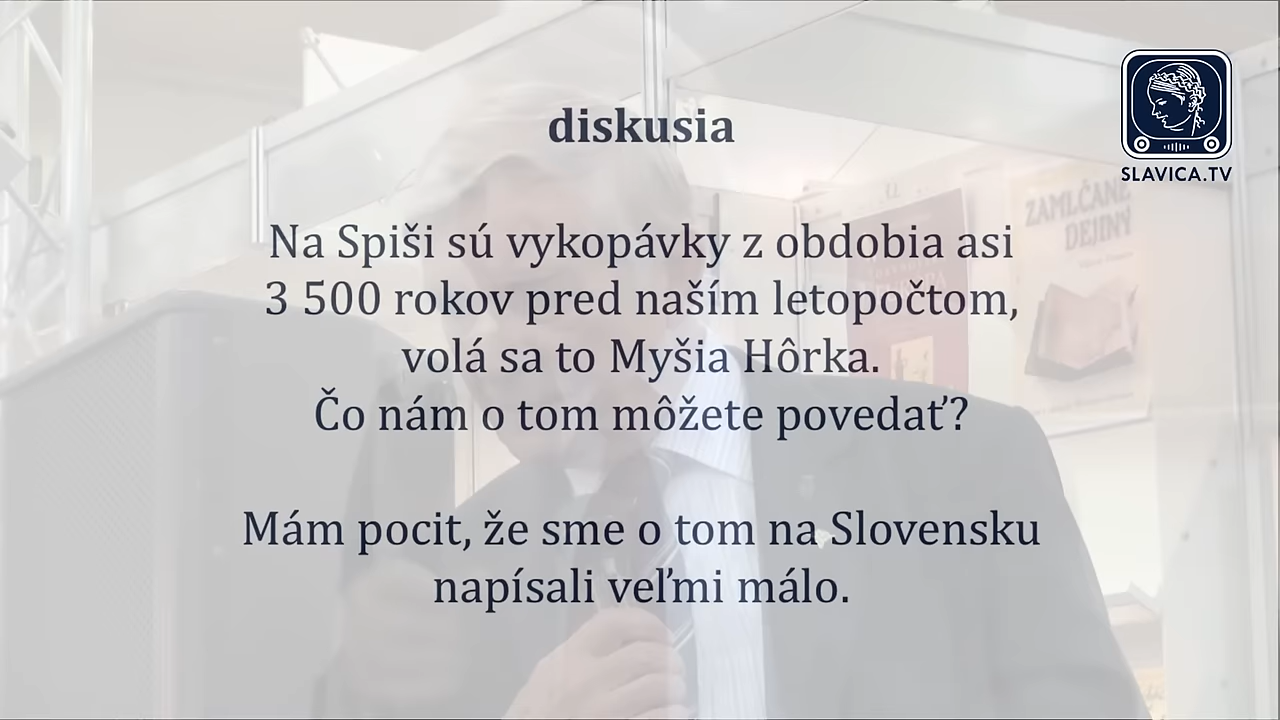 diskusia
Na Spiši sú vykopávky z obdobia asi
3 500 rokov pred naším letopočtom,
volá sa to Myšia Hôrka.
Čo nám o tom môžete povedať?
Mám pocit, že sme o tom na Slovensku
napísali veľmi málo.
SLAVICA.TV
ZAMLČANÉ
DEJINY